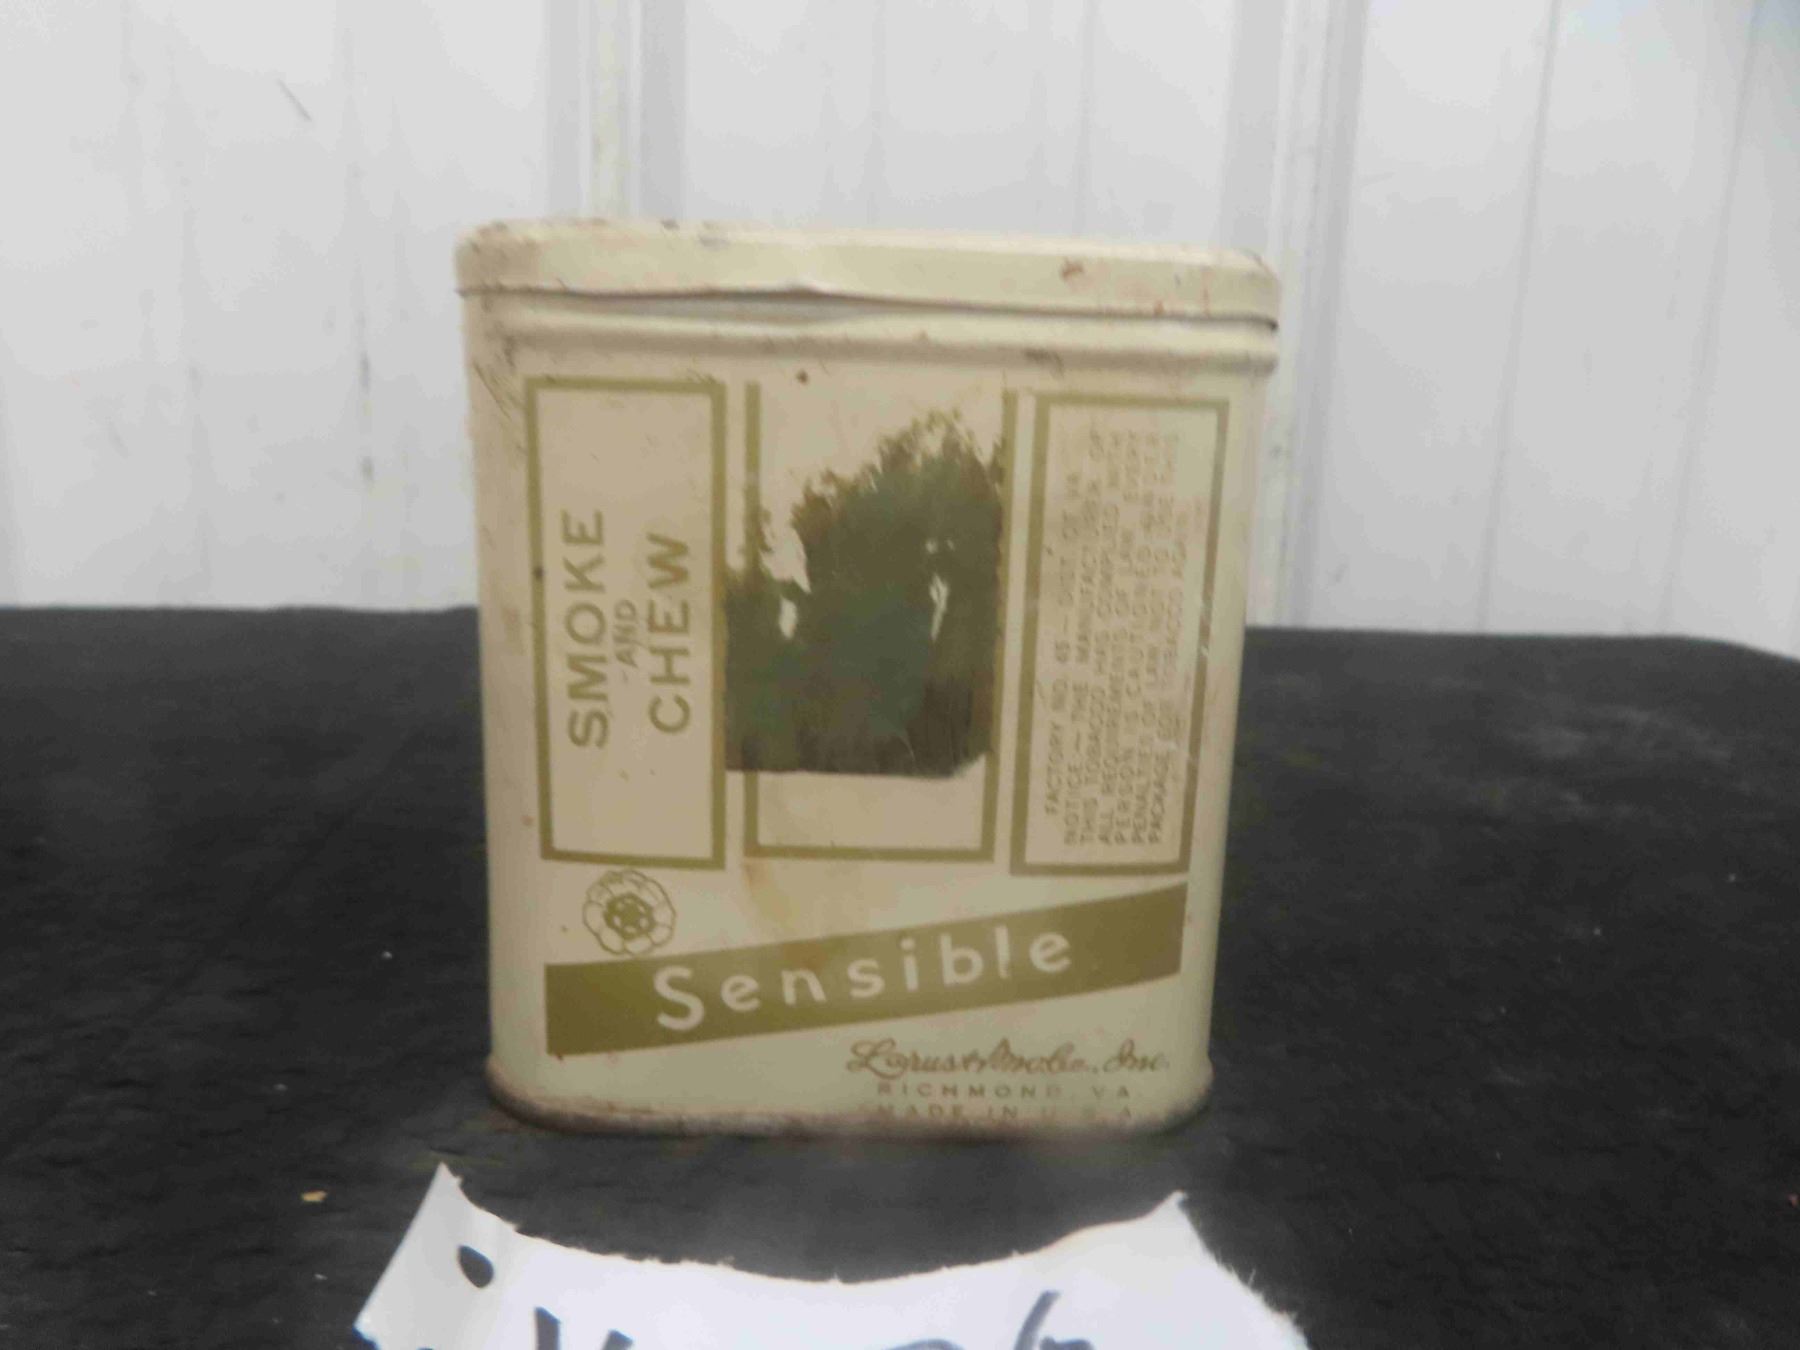 SMOKE
AND
CHEW
FACTORY NO. 45 - DIST. OF VA.
NOTICE - THE MANUFACTURER OF
THIS TOBACCO HAS COMPLIED WITH
ALL REQUIREMENTS OF LAW. EVERY
PERSON IS CAUTIONED UNDER
PENALTIES OF LAW NOT TO USE THIS
PACKAGE FOR TOBACCO AGAIN.
Sensible
Larus & Bro. Co., Inc.
RICHMOND, VA.
MADE IN U.S.A.